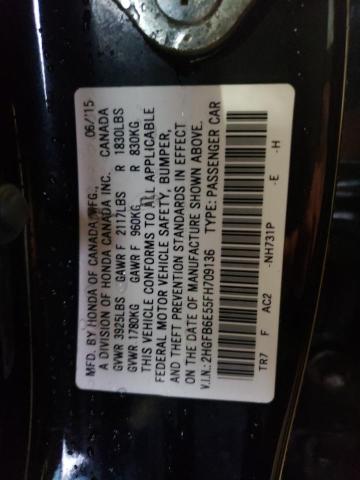 MFD. BY HONDA OF CANADA MFG., 06/'15
A DIVISION OF HONDA CANADA INC. CANADA
GVWR 3925LBS GAWR F 2117LBS R 1830LBS
GVWR 1780KG GAWR F 960KG R 830KG
THIS VEHICLE CONFORMS TO ALL APPLICABLE
FEDERAL MOTOR VEHICLE SAFETY, BUMPER,
AND THEFT PREVENTION STANDARDS IN EFFECT
ON THE DATE OF MANUFACTURE SHOWN ABOVE.
V.I.N.: 2HGFB6E55FH709136 TYPE: PASSENGER CAR
TR7 F AC2 -NH731P -E -H